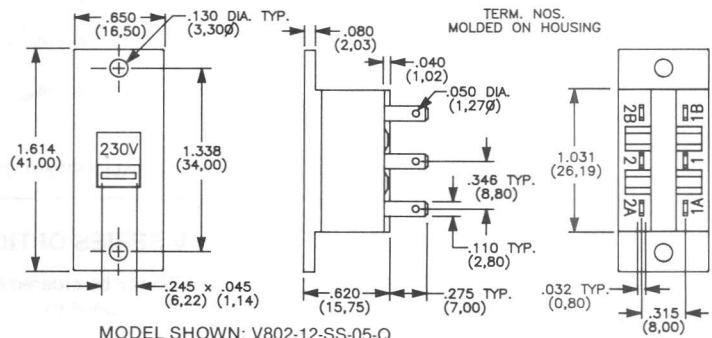 .650
(16,50)
.130 DIA. TYP.
(3,30Ø)
1.614
(41,00)
230V
1.338
(34,00)
.245 x .045
(6,22) (1,14)
.080
(2,03)
.040
(1,02)
.050 DIA.
(1,27Ø)
.346 TYP.
(8,80)
.110 TYP.
(2,80)
.620
(15,75)
.275 TYP.
(7,00)
TERM. NOS.
MOLDED ON HOUSING
1.031
(26,19)
2B
1B
2
1
2A
1A
.032 TYP.
(0,80)
.315
(8,00)
MODEL SHOWN: V802-12-SS-05-Q